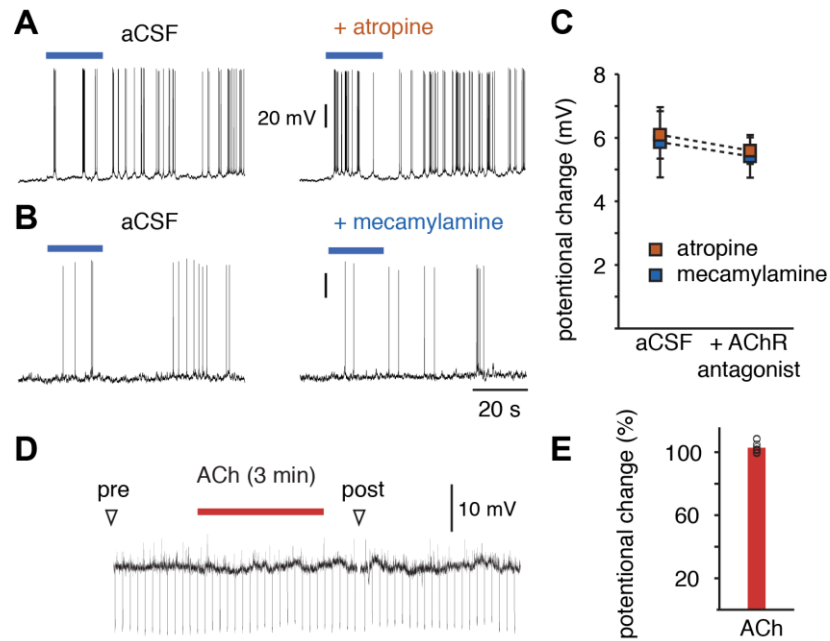 A
aCSF
+ atropine
20 mV
B
aCSF
+ mecamylamine
20 s
C
potentional change (mV)
8
6
4
2
atropine
mecamylamine
aCSF
+ AChR
antagonist
D
ACh (3 min)
pre
post
10 mV
E
potentional change (%)
100
60
20
ACh